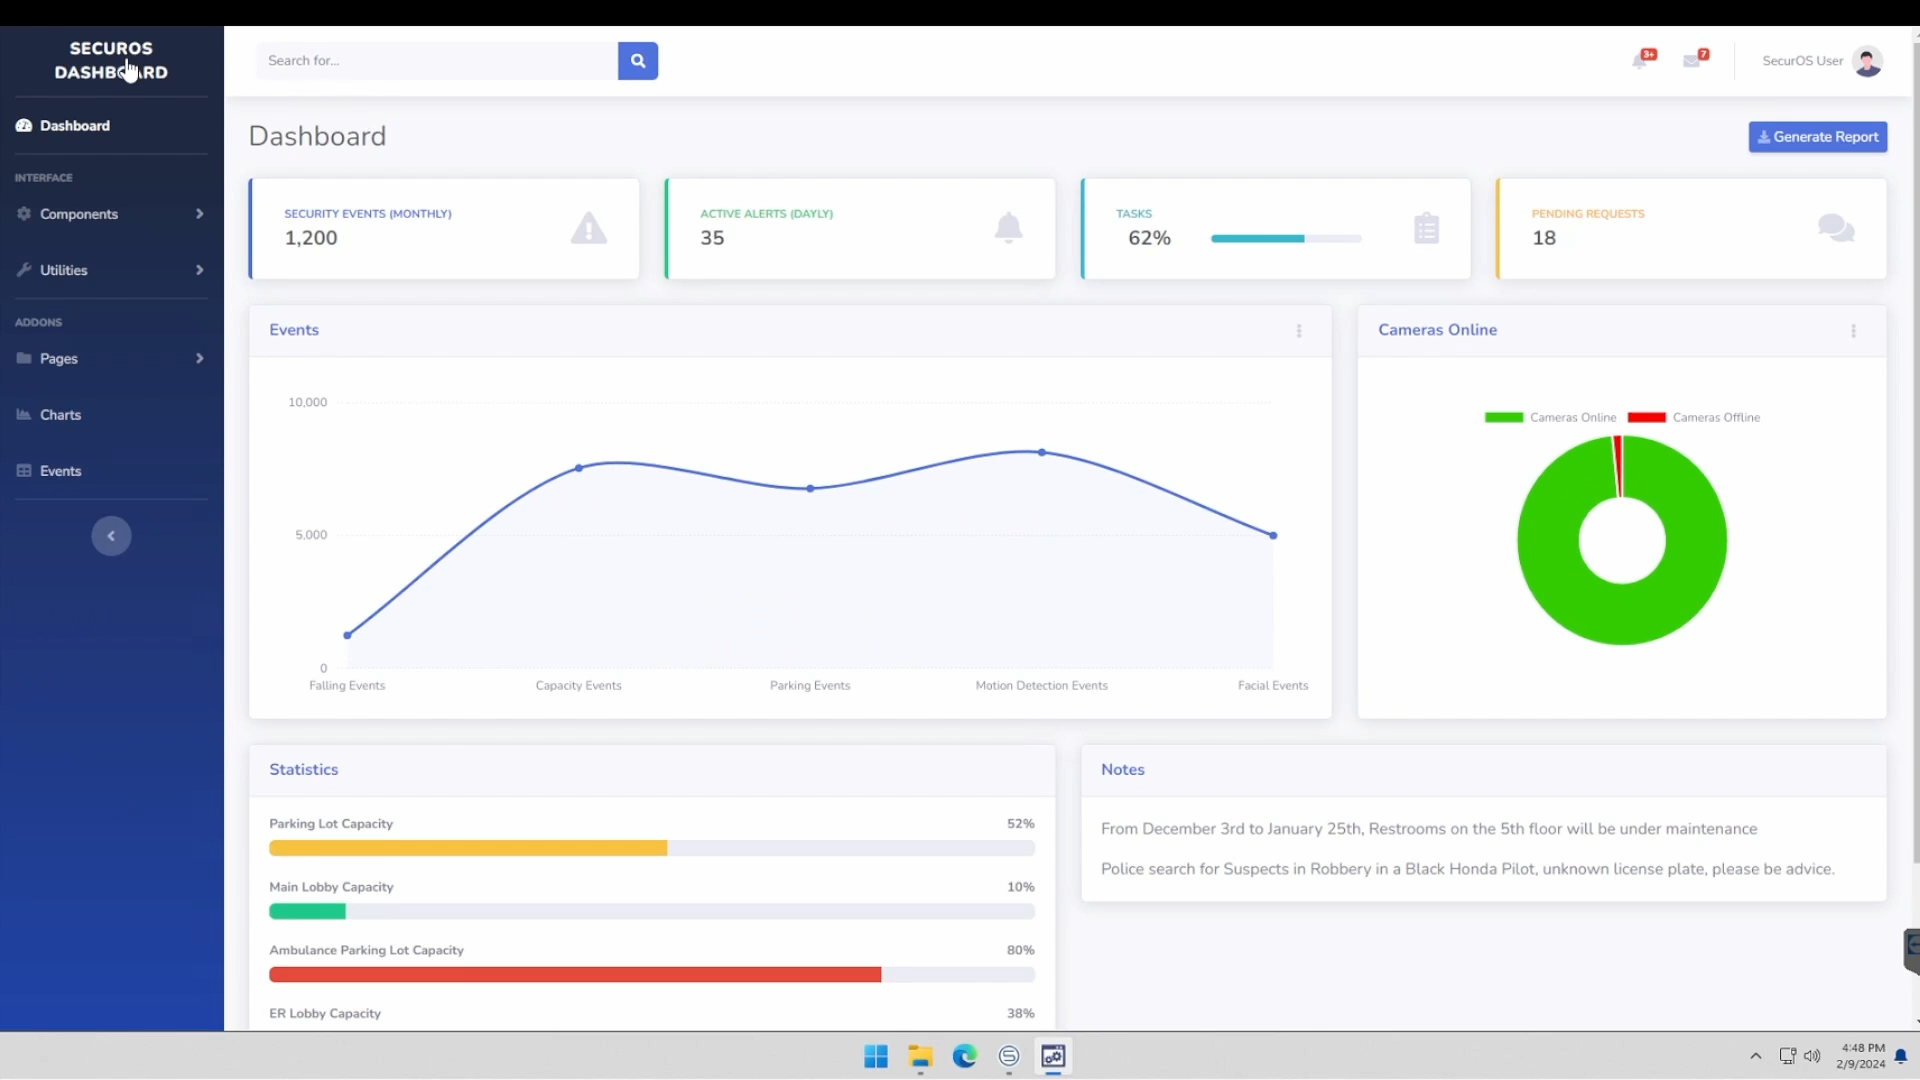 SECUROS
DASHBOARD
Search for...
3+
7
SecurOS User
Dashboard
INTERFACE
Components
Utilities
ADDONS
Pages
Charts
Events
Dashboard
Generate Report
SECURITY EVENTS (MONTHLY)
1,200
ACTIVE ALERTS (DAYLY)
35
TASKS
62%
PENDING REQUESTS
18
Events
10,000
5,000
0
Falling Events
Capacity Events
Parking Events
Motion Detection Events
Facial Events
Cameras Online
Cameras Online
Cameras Offline
Statistics
Parking Lot Capacity
52%
Main Lobby Capacity
10%
Ambulance Parking Lot Capacity
80%
ER Lobby Capacity
38%
Notes
From December 3rd to January 25th, Restrooms on the 5th floor will be under maintenance
Police search for Suspects in Robbery in a Black Honda Pilot, unknown license plate, please be advice.
4:48 PM
2/9/2024